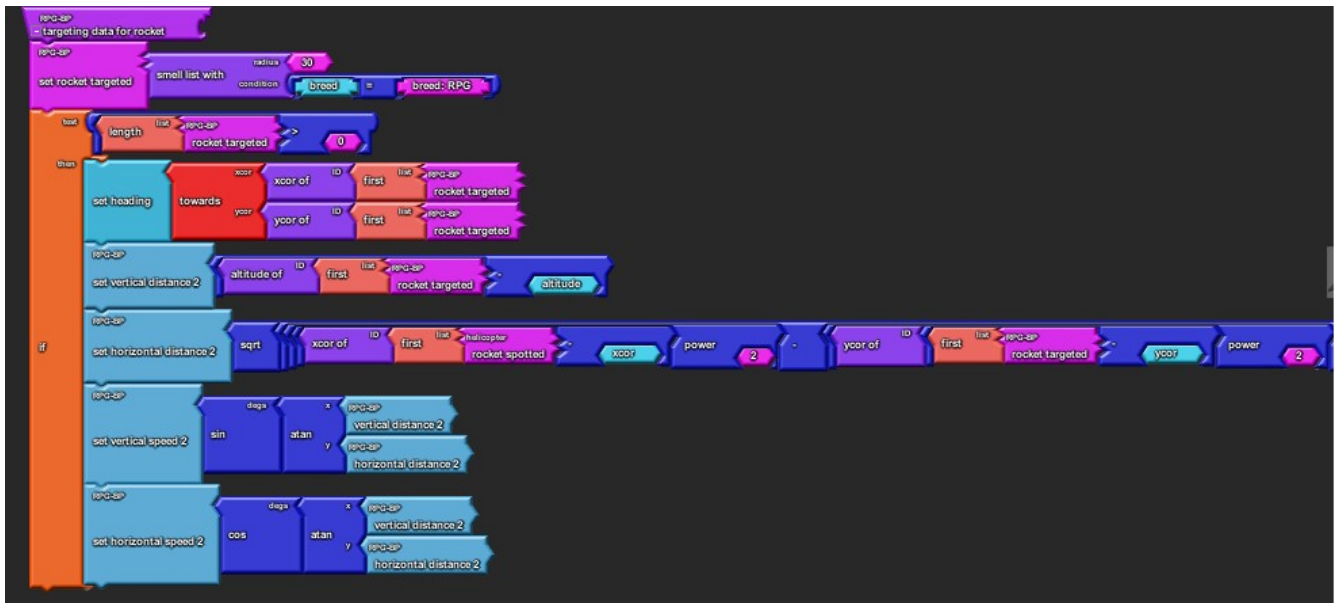 RPG-BP
- targeting data for rocket
RPG-BP
set rocket targeted smell list with radius 30
condition breed = breed: RPG
if
test length list RPG-BP
rocket targeted > 0
then
set heading towards xcor xcor of ID first list RPG-BP
rocket targeted
ycor ycor of ID first list RPG-BP
rocket targeted
RPG-BP
set vertical distance 2 altitude of ID first list RPG-BP
rocket targeted - altitude
RPG-BP
set horizontal distance 2 sqrt xcor of ID first list helicopter
rocket spotted - xcor power 2 - ycor of ID first list RPG-BP
rocket targeted - ycor power 2
RPG-BP
set vertical speed 2 sin degs atan x RPG-BP
vertical distance 2
y RPG-BP
horizontal distance 2
RPG-BP
set horizontal speed 2 cos degs atan x RPG-BP
vertical distance 2
y RPG-BP
horizontal distance 2